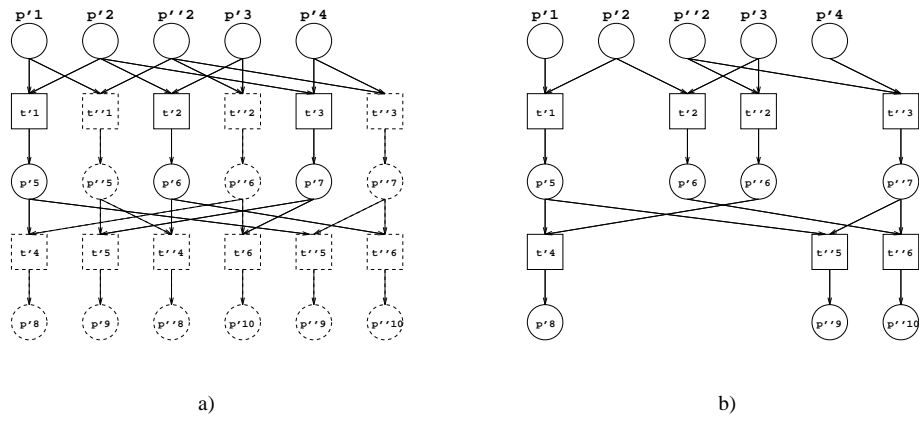 p'1 p'2 p''2 p'3 p'4
t'1 t''1 t'2 t''2 t'3 t''3
p'5 p''5 p'6 p''6 p'7 p''7
t'4 t'5 t''4 t'6 t''5 t''6
p'8 p'9 p''8 p'10 p''9 p''10
a)
p'1 p'2 p''2 p'3 p'4
t'1 t'2 t''2 t''3
p'5 p'6 p''6 p''7
t'4 t''5 t''6
p'8 p''9 p''10
b)